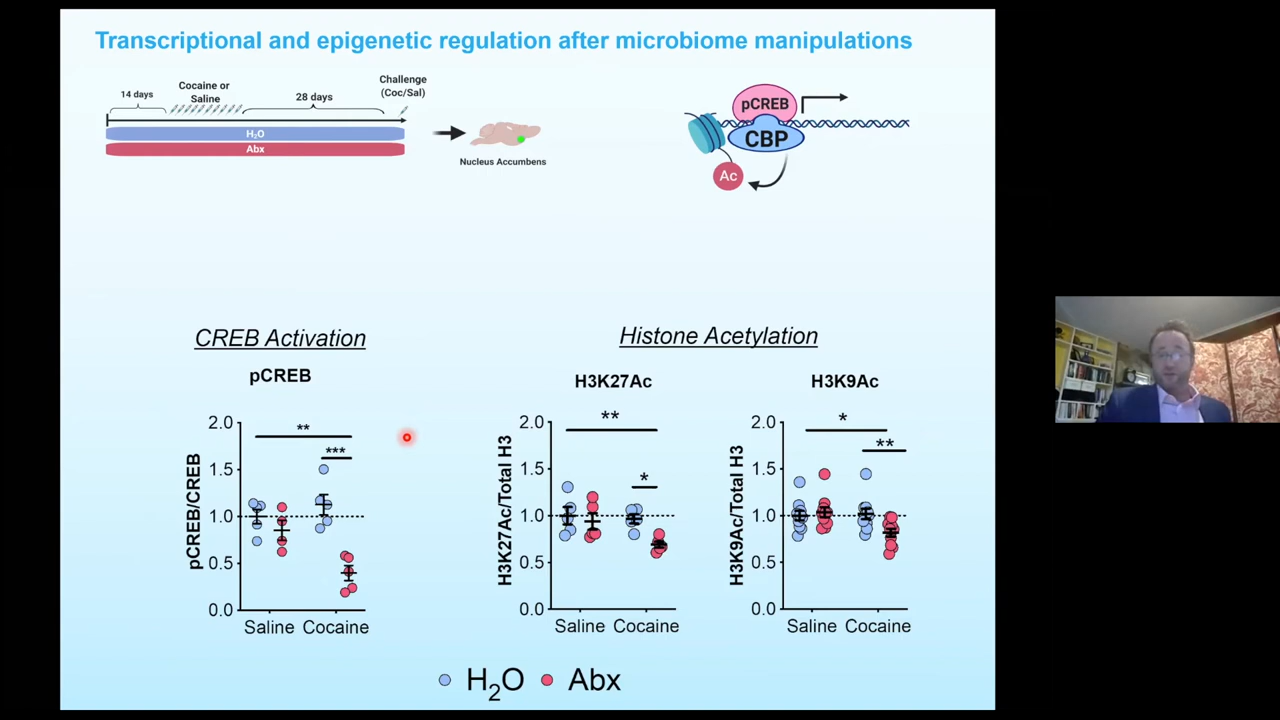 Transcriptional and epigenetic regulation after microbiome manipulations
14 days
Cocaine or
Saline
28 days
Challenge
(Coc/Sal)
H₂O
Abx
Nucleus Accumbens
pCREB
CBP
Ac
CREB Activation
pCREB
pCREB/CREB
2.0
1.5
1.0
0.5
0.0
**
***
Saline Cocaine
Histone Acetylation
H3K27Ac
H3K27Ac/Total H3
2.0
1.5
1.0
0.5
0.0
**
*
Saline Cocaine
H3K9Ac
H3K9Ac/Total H3
2.0
1.5
1.0
0.5
0.0
*
**
Saline Cocaine
H₂O Abx